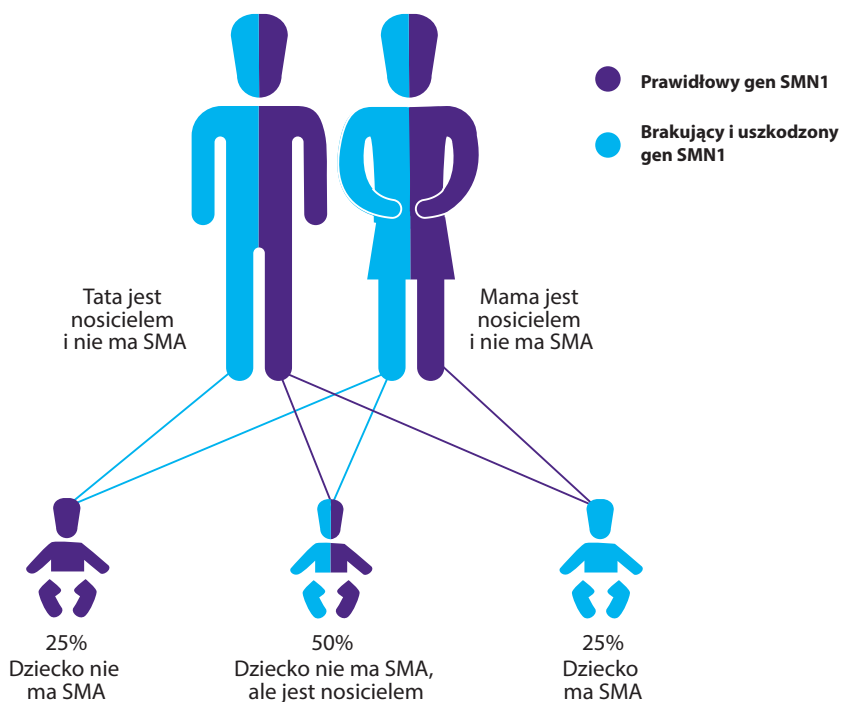 Prawidłowy gen SMN1
Brakujący i uszkodzony
gen SMN1
Tata jest
nosicielem
i nie ma SMA
Mama jest
nosicielem
i nie ma SMA
25%
Dziecko nie
ma SMA
50%
Dziecko nie ma SMA,
ale jest nosicielem
25%
Dziecko
ma SMA